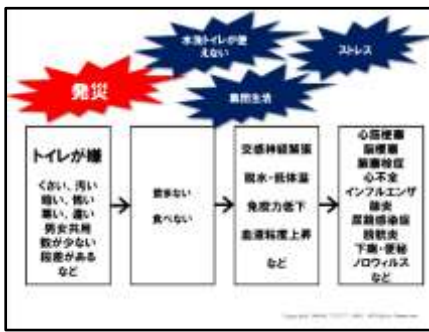 水洗トイレが使
えない
ストレス
発災
集団生活
トイレが嫌
くさい、汚い
暗い、怖い
寒い、遠い
男女共用
数が少ない
段差がある
など
飲まない
食べない
交感神経緊張
脱水・低体温
免疫力低下
血液粘度上昇
など
心筋梗塞
脳梗塞
肺塞栓症
心不全
インフルエンザ
肺炎
尿路感染症
膀胱炎
下痢・便秘
ノロウィルス
など